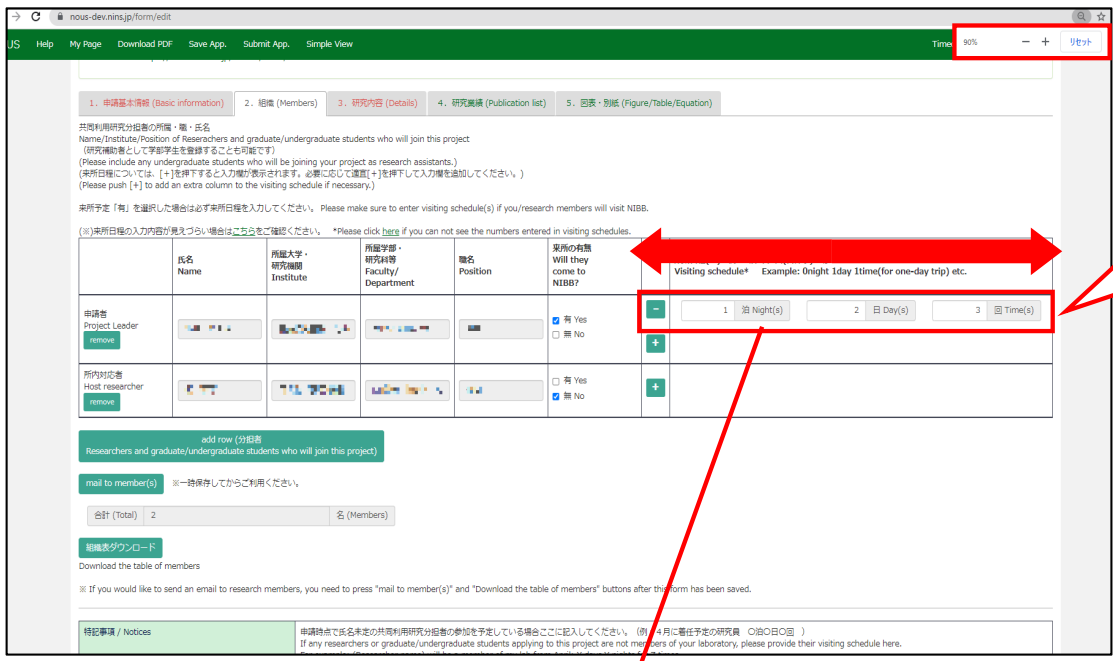 nous-dev.nins.jp/form/edit
US Help My Page Download PDF Save App. Submit App. Simple View Time
90% － ＋ リセット
1. 申請基本情報 (Basic information) 2. 組織 (Members) 3. 研究内容 (Details) 4. 研究業績 (Publication list) 5. 図表・別紙 (Figure/Table/Equation)
共同利用研究分担者の所属・職・氏名
Name/Institute/Position of Reserachers and graduate/undergraduate students who will join this project
（研究補助者として学部学生を登録することも可能です）
(Please include any undergraduate students who will be joining your project as research assistants.)
(来所日程については、[＋]を押下すると入力欄が表示されます。必要に応じて適宜[＋]を押下して入力欄を追加してください。)
(Please push [+] to add an extra column to the visiting schedule if necessary.)
来所予定「有」を選択した場合は必ず来所日程を入力してください。 Please make sure to enter visiting schedule(s) if you/research members will visit NIBB.
(※)来所日程の入力内容が見えづらい場合はこちらをご確認ください。 *Please click here if you can not see the numbers entered in visiting schedules.
氏名
Name
所属大学・
研究機関
Institute
所属学部・
研究科等
Faculty/
Department
職名
Position
来所の有無
Will they
come to
NIBB?
Visiting schedule* Example: 0night 1day 1time(for one-day trip) etc.
申請者
Project Leader
remove
有 Yes
無 No
－
＋
1 泊 Night(s) 2 日 Day(s) 3 回 Time(s)
所内対応者
Host researcher
remove
有 Yes
無 No
＋
add row (分担者
Researchers and graduate/undergraduate students who will join this project)
mail to member(s) ※一時保存してからご利用ください。
合計 (Total) 2 名 (Members)
組織表ダウンロード
Download the table of members
※ If you would like to send an email to research members, you need to press "mail to member(s)" and "Download the table of members" buttons after this form has been saved.
特記事項 / Notices
申請時点で氏名未定の共同利用研究分担者の参加を予定している場合ここに記入してください。（例 4月に着任予定の研究員 ○泊○日○回 ）
If any researchers or graduate/undergraduate students applying to this project are not members of your laboratory, please provide their visiting schedule here.